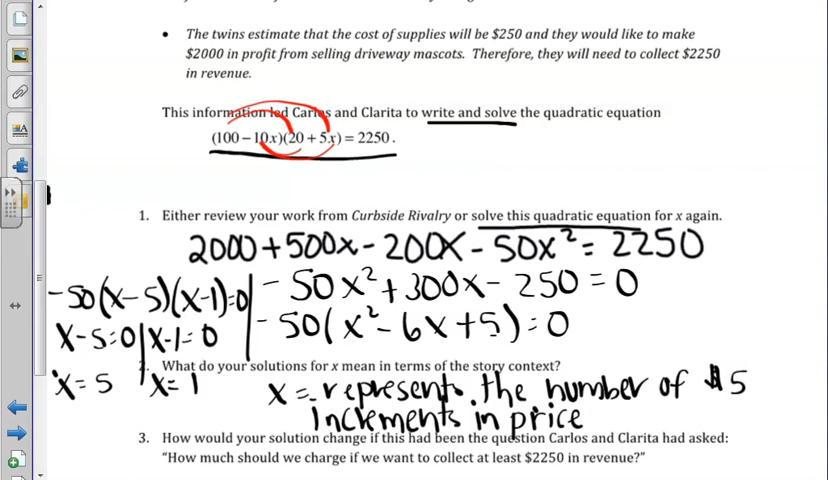 • The twins estimate that the cost of supplies will be $250 and they would like to make
$2000 in profit from selling driveway mascots. Therefore, they will need to collect $2250
in revenue.
This information led Carlos and Clarita to write and solve the quadratic equation
(100 – 10x)(20 + 5x) = 2250.
1. Either review your work from Curbside Rivalry or solve this quadratic equation for x again.
2000 + 500x - 200x - 50x² = 2250
-50(x-5)(x-1)=0 | - 50x² + 300x - 250 = 0
x-5=0 | x-1=0 | - 50(x² - 6x + 5) = 0
2. What do your solutions for x mean in terms of the story context?
x = 5 | x = 1 x = represents the number of $5
increments in price
3. How would your solution change if this had been the question Carlos and Clarita had asked:
"How much should we charge if we want to collect at least $2250 in revenue?"